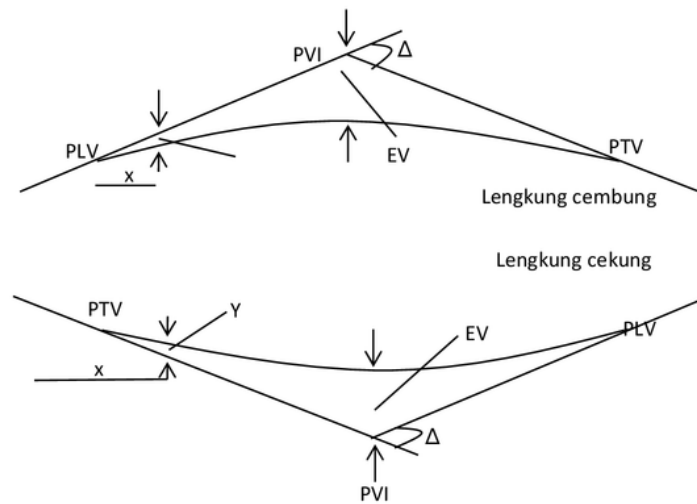 PVI
Δ
PLV
EV
PTV
x
Lengkung cembung
Lengkung cekung
PTV
Y
EV
PLV
x
Δ
PVI